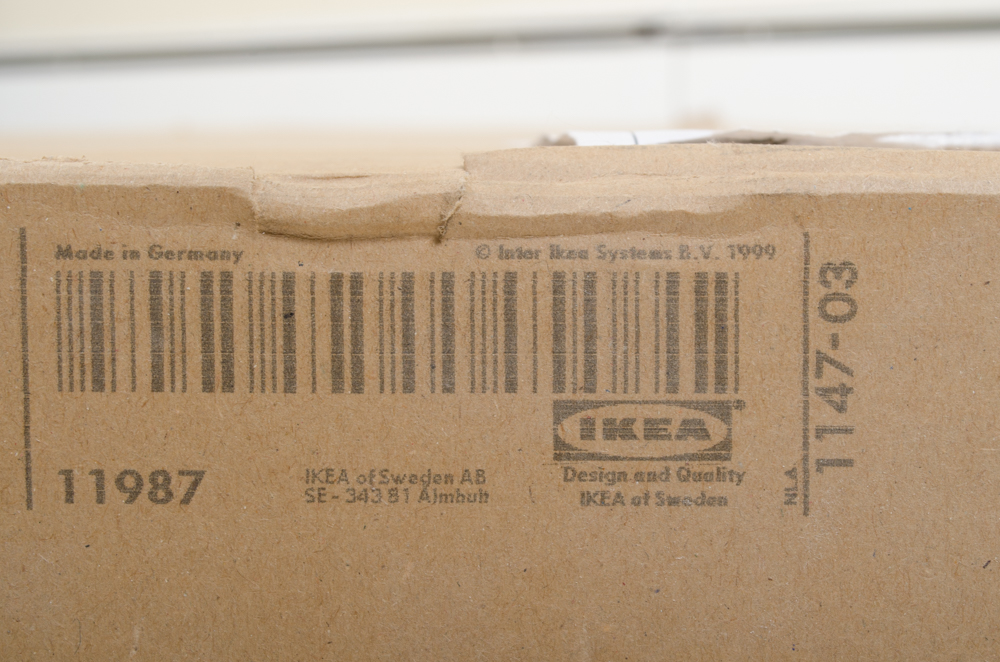 Made in Germany
© Inter Ikea Systems B.V. 1999
IKEA
11987
IKEA of Sweden AB
SE - 343 81 Älmhult
Design and Quality
IKEA of Sweden
NLA
1147-03